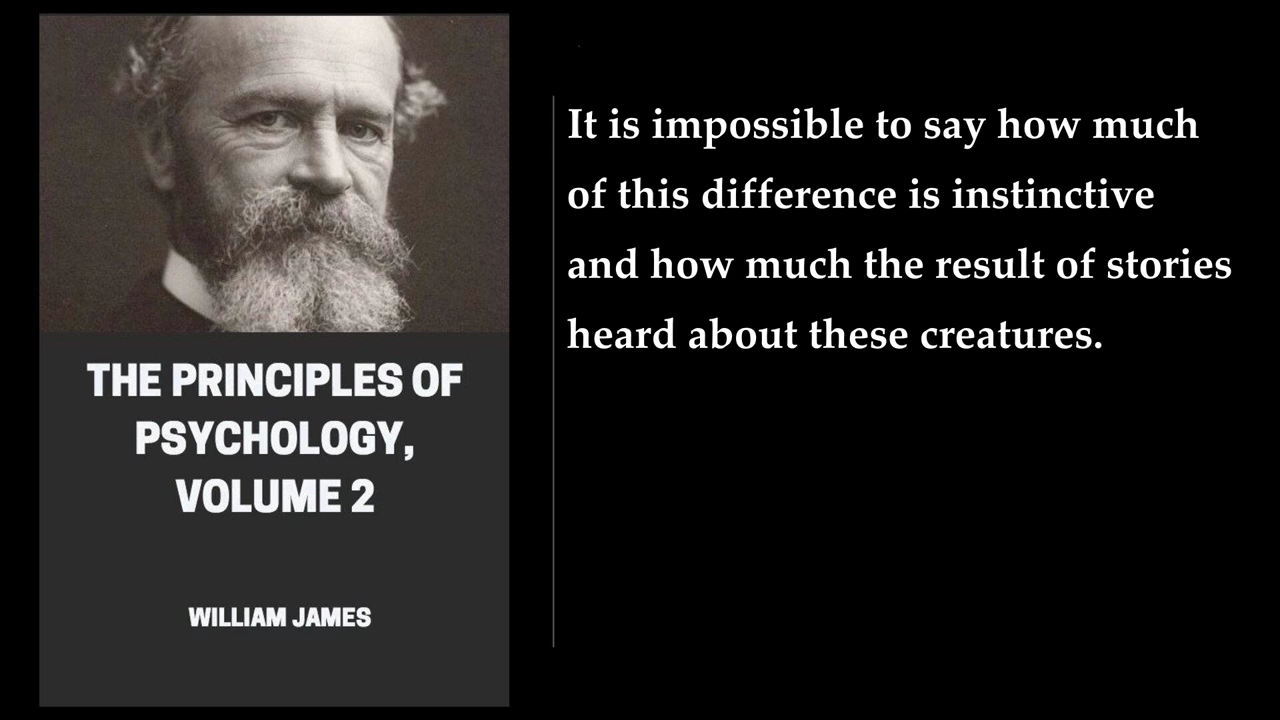 THE PRINCIPLES OF
PSYCHOLOGY,
VOLUME 2
WILLIAM JAMES
It is impossible to say how much
of this difference is instinctive
and how much the result of stories
heard about these creatures.